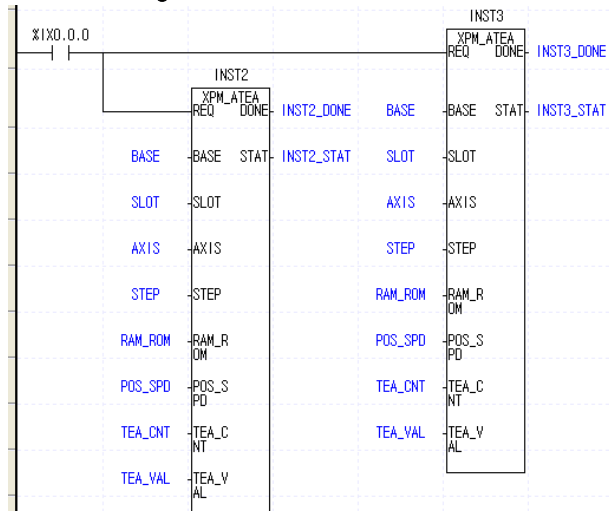 INST3
%IX0.0.0
XPM_ATEA
REQ DONE INST3_DONE
INST2
XPM_ATEA
REQ DONE INST2_DONE
BASE BASE STAT INST3_STAT
BASE BASE STAT INST2_STAT
SLOT SLOT
SLOT SLOT
AXIS AXIS
AXIS AXIS
STEP STEP
STEP STEP
RAM_ROM RAM_R
OM
RAM_ROM RAM_R
OM
POS_SPD POS_S
PD
POS_SPD POS_S
PD
TEA_CNT TEA_C
NT
TEA_CNT TEA_C
NT
TEA_VAL TEA_V
AL
TEA_VAL TEA_V
AL